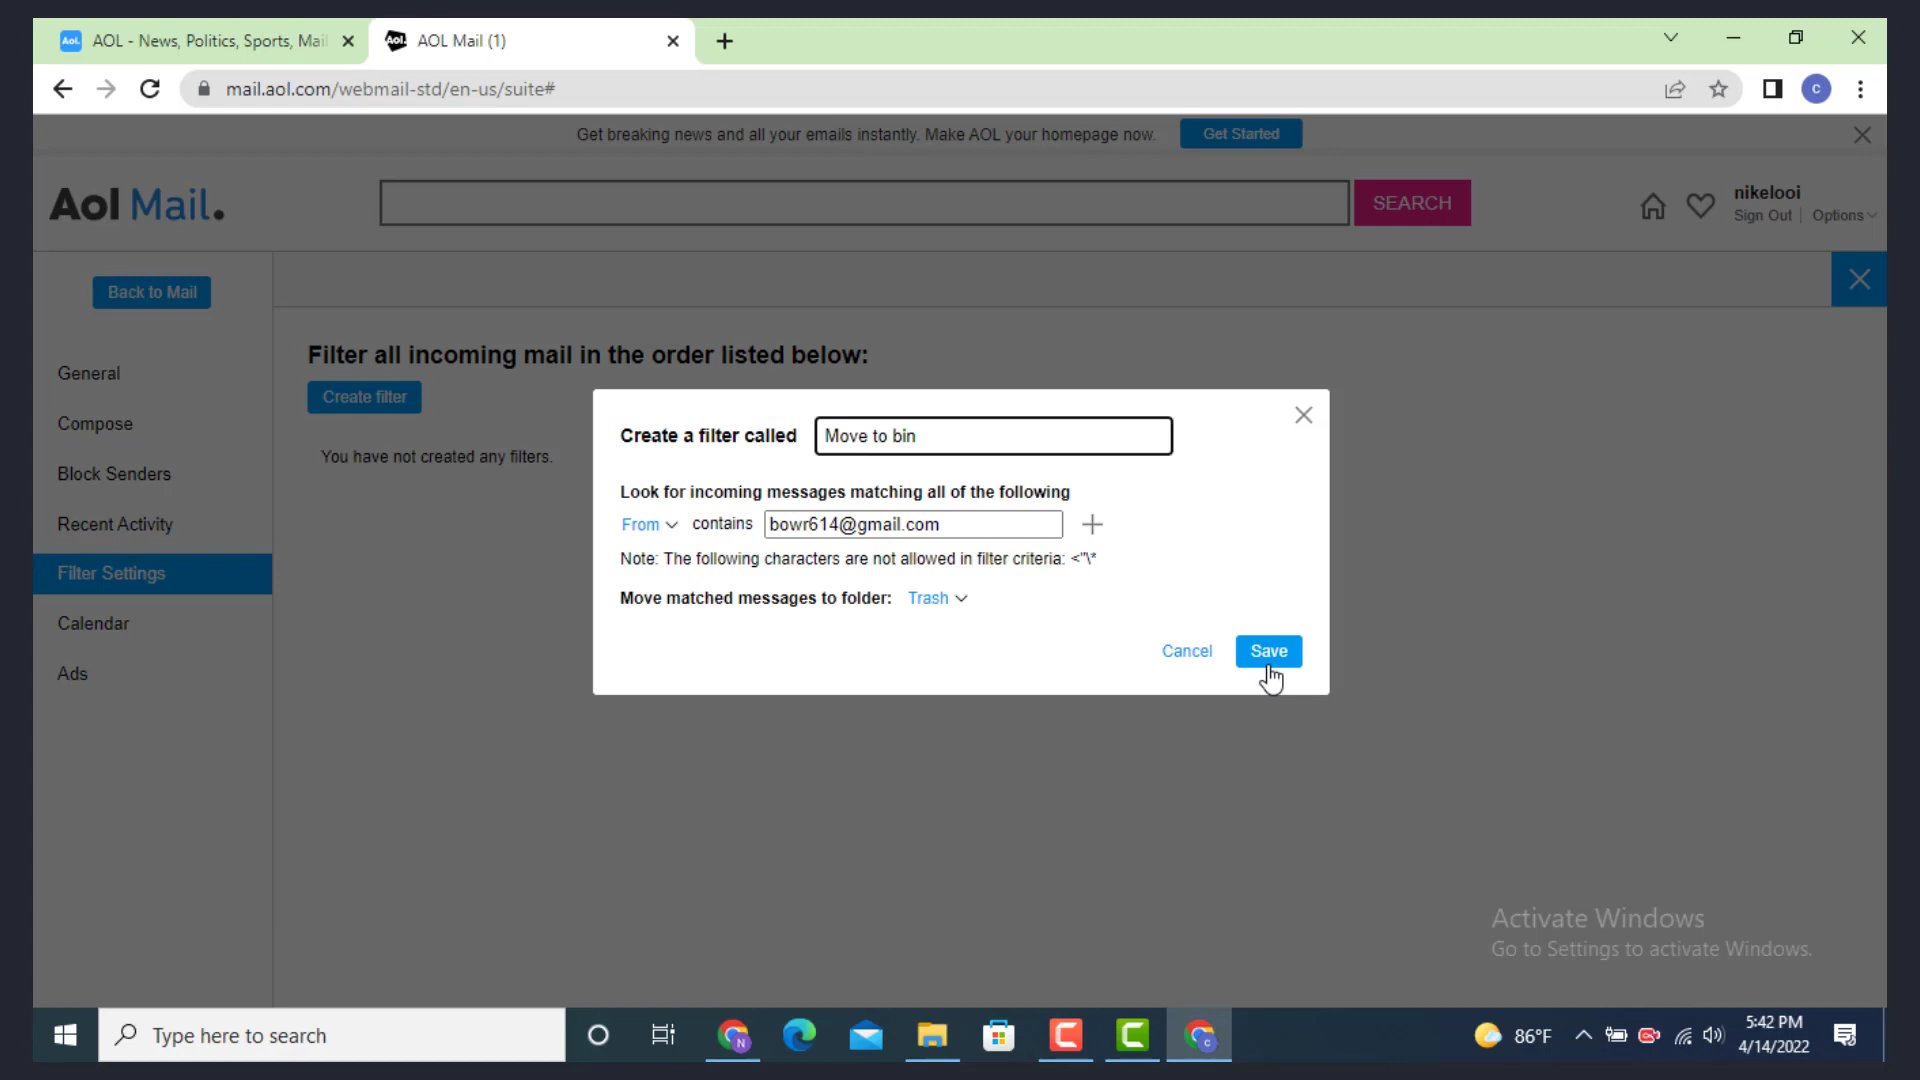 Aol.
AOL - News, Politics, Sports, Mail
Aol.
AOL Mail (1)
mail.aol.com/webmail-std/en-us/suite#
C
Get breaking news and all your emails instantly. Make AOL your homepage now.
Get Started
Aol Mail.
SEARCH
nikelooi
Sign Out
Options
Back to Mail
General
Compose
Block Senders
Recent Activity
Filter Settings
Calendar
Ads
Filter all incoming mail in the order listed below:
Create filter
You have not created any filters.
Create a filter called
Move to bin
Look for incoming messages matching all of the following
From
contains
bowr614@gmail.com
Note: The following characters are not allowed in filter criteria: <"\*
Move matched messages to folder:
Trash
Cancel
Save
Activate Windows
Go to Settings to activate Windows.
Type here to search
N
C
86°F
5:42 PM
4/14/2022